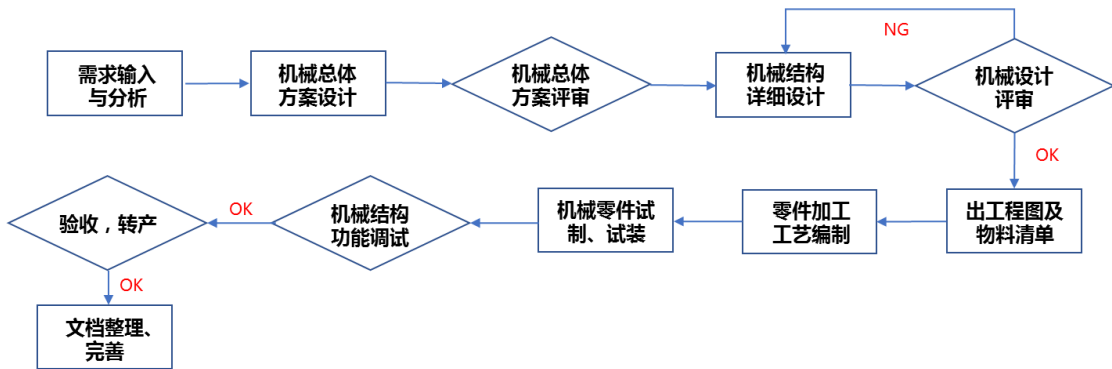 NG
需求输入
与分析
机械总体
方案设计
机械总体
方案评审
机械结构
详细设计
机械设计
评审
OK
验收，转产
OK
机械结构
功能调试
机械零件试
制、试装
零件加工
工艺编制
出工程图及
物料清单
OK
文档整理、
完善